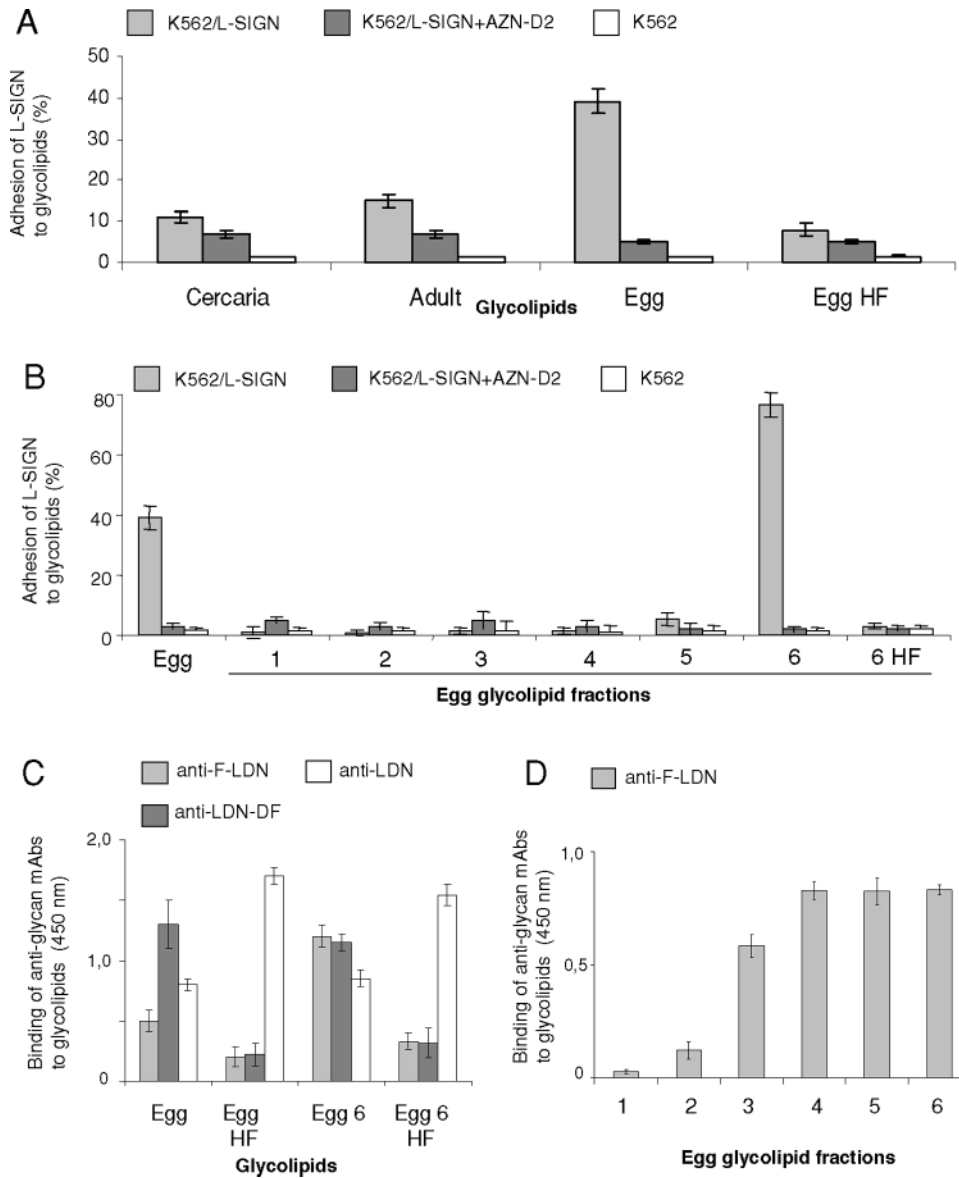 A
K562/L-SIGN K562/L-SIGN+AZN-D2 K562
Adhesion of L-SIGN
to glycolipids (%)
50
40
30
20
10
0
Cercaria Adult Egg Egg HF
Glycolipids
B
K562/L-SIGN K562/L-SIGN+AZN-D2 K562
Adhesion of L-SIGN
to glycolipids (%)
80
60
40
20
0
Egg 1 2 3 4 5 6 6 HF
Egg glycolipid fractions
C
anti-F-LDN anti-LDN
anti-LDN-DF
Binding of anti-glycan mAbs
to glycolipids (450 nm)
2,0
1,0
0
Egg Egg HF Egg 6 Egg 6 HF
Glycolipids
D
anti-F-LDN
Binding of anti-glycan mAbs
to glycolipids (450 nm)
1,0
0,5
0
1 2 3 4 5 6
Egg glycolipid fractions